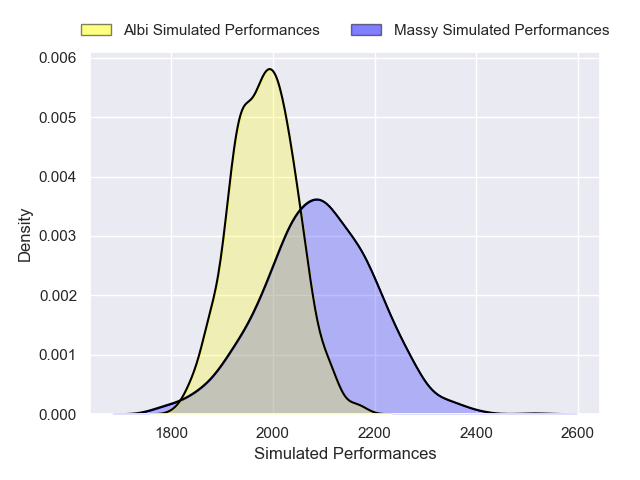 Albi Simulated Performances Massy Simulated Performances
0.006
0.005
0.004
0.003
0.002
0.001
0.000
Density
1800 2000 2200 2400 2600
Simulated Performances